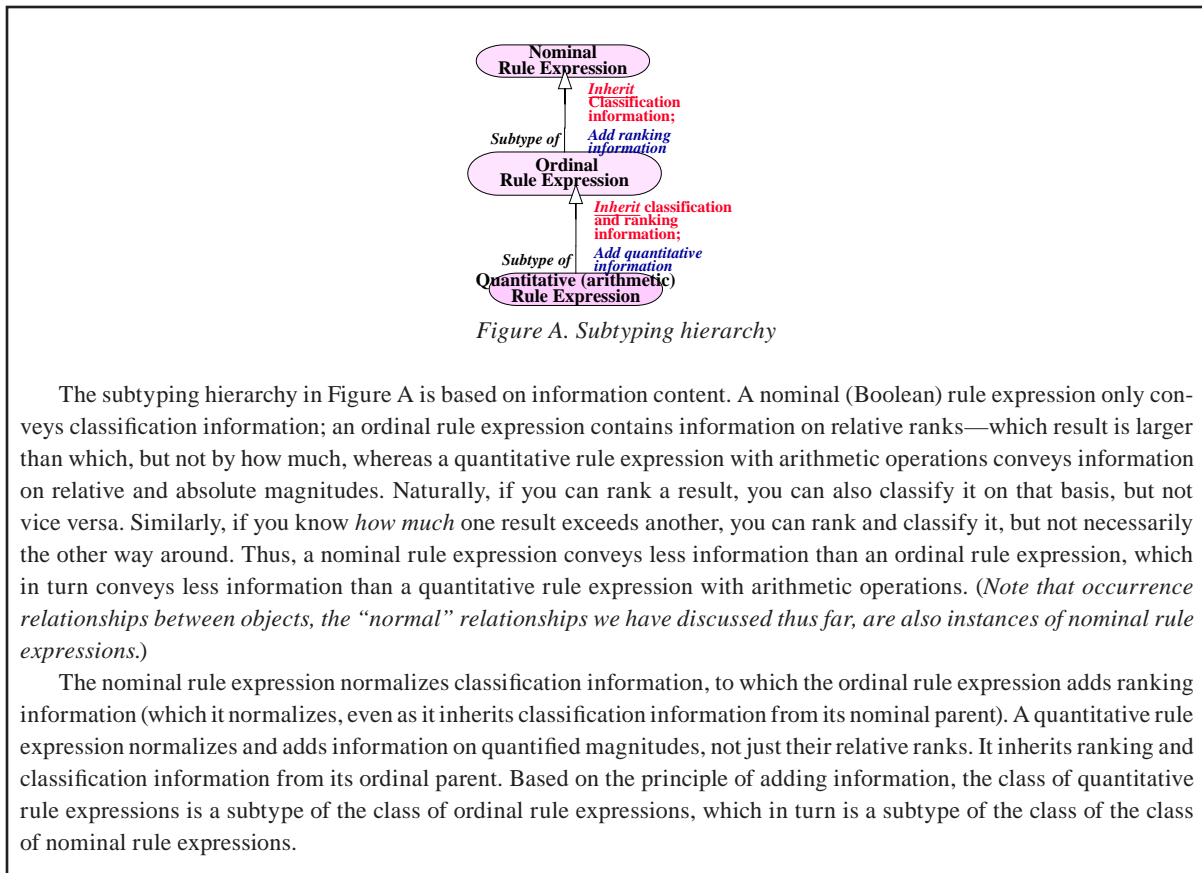 Nominal
Rule Expression
Inherit
Classification
information;
Subtype of
Add ranking
information
Ordinal
Rule Expression
Inherit classification
and ranking
information;
Subtype of
Add quantitative
information
Quantitative (arithmetic)
Rule Expression
Figure A. Subtyping hierarchy
The subtyping hierarchy in Figure A is based on information content. A nominal (Boolean) rule expression only con-
veys classification information; an ordinal rule expression contains information on relative ranks—which result is larger
than which, but not by how much, whereas a quantitative rule expression with arithmetic operations conveys information
on relative and absolute magnitudes. Naturally, if you can rank a result, you can also classify it on that basis, but not
vice versa. Similarly, if you know how much one result exceeds another, you can rank and classify it, but not necessarily
the other way around. Thus, a nominal rule expression conveys less information than an ordinal rule expression, which
in turn conveys less information than a quantitative rule expression with arithmetic operations. (Note that occurrence
relationships between objects, the “normal” relationships we have discussed thus far, are also instances of nominal rule
expressions.)
The nominal rule expression normalizes classification information, to which the ordinal rule expression adds ranking
information (which it normalizes, even as it inherits classification information from its nominal parent). A quantitative rule
expression normalizes and adds information on quantified magnitudes, not just their relative ranks. It inherits ranking and
classification information from its ordinal parent. Based on the principle of adding information, the class of quantitative
rule expressions is a subtype of the class of ordinal rule expressions, which in turn is a subtype of the class of the class
of nominal rule expressions.